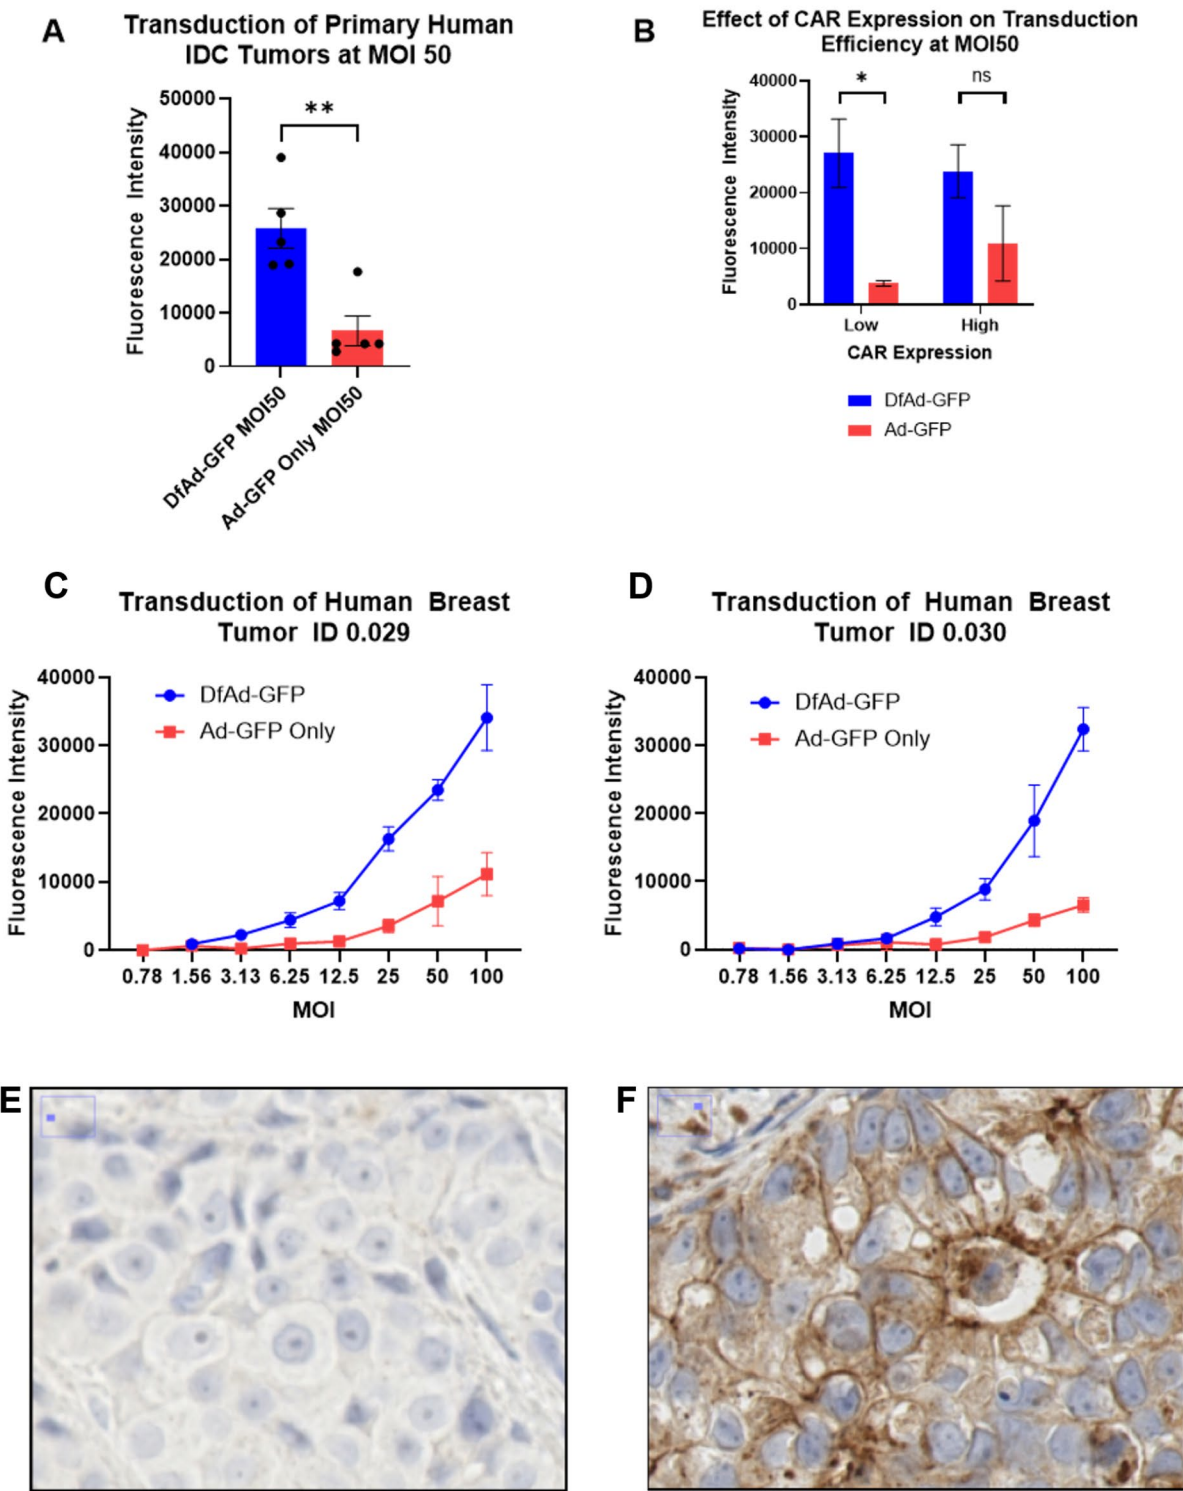 A
Transduction of Primary Human
IDC Tumors at MOI 50
Fluorescence Intensity
50000
40000
30000
20000
10000
0
**
DfAd-GFP MOI50
Ad-GFP Only MOI50
B
Effect of CAR Expression on Transduction
Efficiency at MOI50
Fluorescence Intensity
40000
30000
20000
10000
0
*
ns
Low
High
CAR Expression
DfAd-GFP
Ad-GFP
C
Transduction of Human Breast
Tumor ID 0.029
Fluorescence Intensity
40000
30000
20000
10000
0
DfAd-GFP
Ad-GFP Only
0.78 1.56 3.13 6.25 12.5 25 50 100
MOI
D
Transduction of Human Breast
Tumor ID 0.030
Fluorescence Intensity
40000
30000
20000
10000
0
DfAd-GFP
Ad-GFP Only
0.78 1.56 3.13 6.25 12.5 25 50 100
MOI
E
F